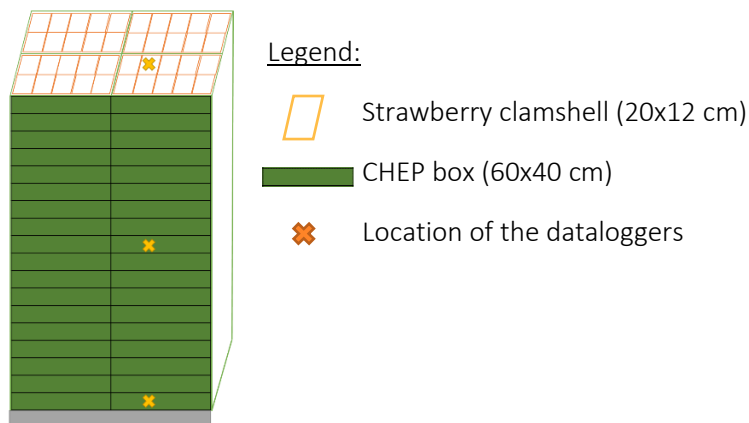 Legend:
Strawberry clamshell (20x12 cm)
CHEP box (60x40 cm)
Location of the dataloggers